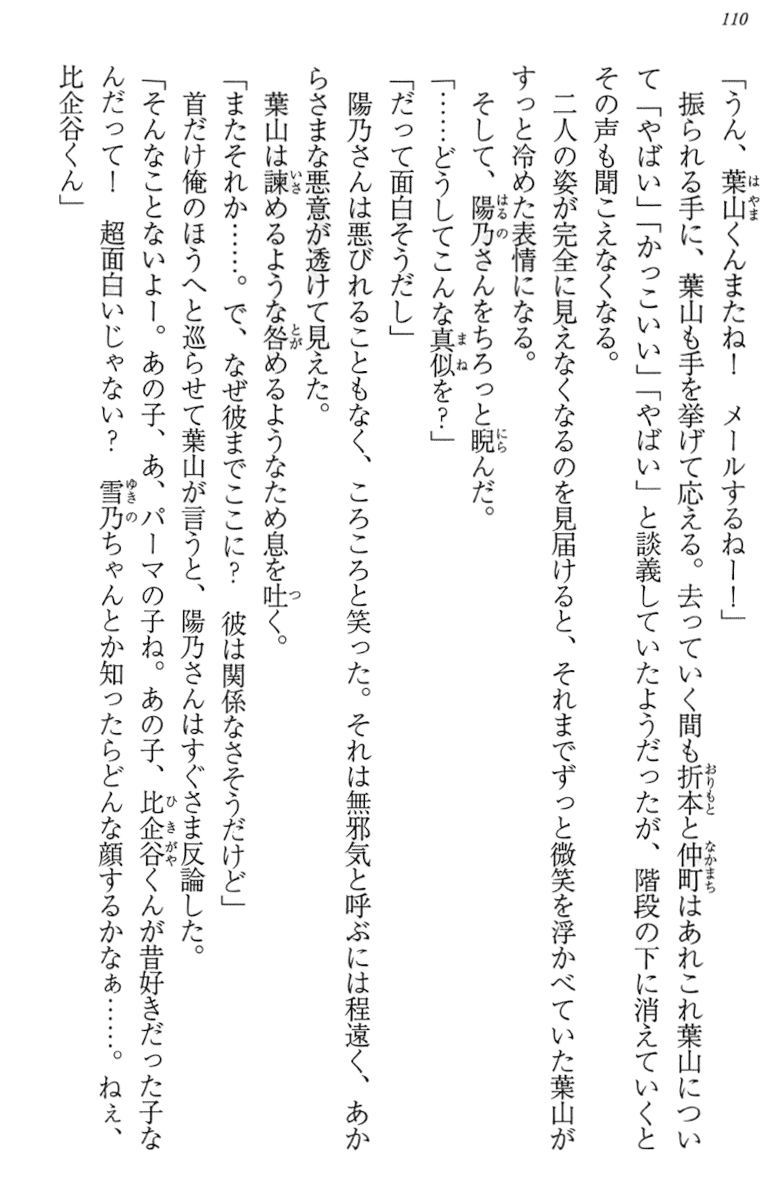 110
「うん、葉山くんまたね！　メールするねー！」
　振られる手に、葉山も手を挙げて応える。去っていく間も折本と仲町はあれこれ葉山につい
て「やばい」「かっこいい」「やばい」と談義していたようだったが、階段の下に消えていくと
その声も聞こえなくなる。
　二人の姿が完全に見えなくなるのを見届けると、それまでずっと微笑を浮かべていた葉山が
すっと冷めた表情になる。
　そして、陽乃さんをちろっと睨んだ。
「……どうしてこんな真似を？」
「だって面白そうだし」
　陽乃さんは悪びれることもなく、ころころと笑った。それは無邪気と呼ぶには程遠く、あか
らさまな悪意が透けて見えた。
　葉山は諫めるような咎めるようなため息を吐く。
「またそれか……。で、なぜ彼までここに？　彼は関係なさそうだけど」
　首だけ俺のほうへと巡らせて葉山が言うと、陽乃さんはすぐさま反論した。
「そんなことないよー。あの子、あ、パーマの子ね。あの子、比企谷くんが昔好きだった子な
んだって！　超面白いじゃない？　雪乃ちゃんとか知ったらどんな顔するかなぁ……。ねぇ、
比企谷くん」